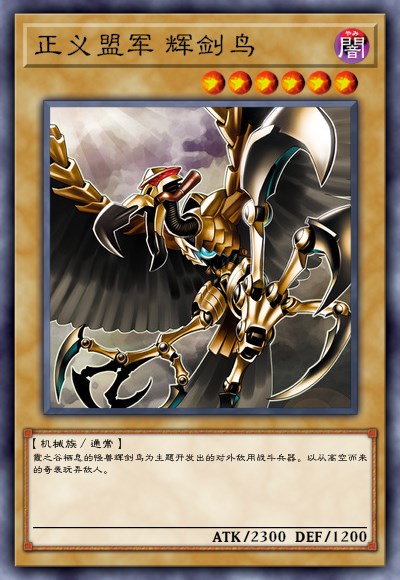 正义盟军 辉剑鸟
闇
やみ
【机械族／通常】
霞之谷栖息的怪兽辉剑鸟为主题开发出的对外敌用战斗兵器。以从高空而来
的奇袭玩弄敌人。
ATK/2300 DEF/1200